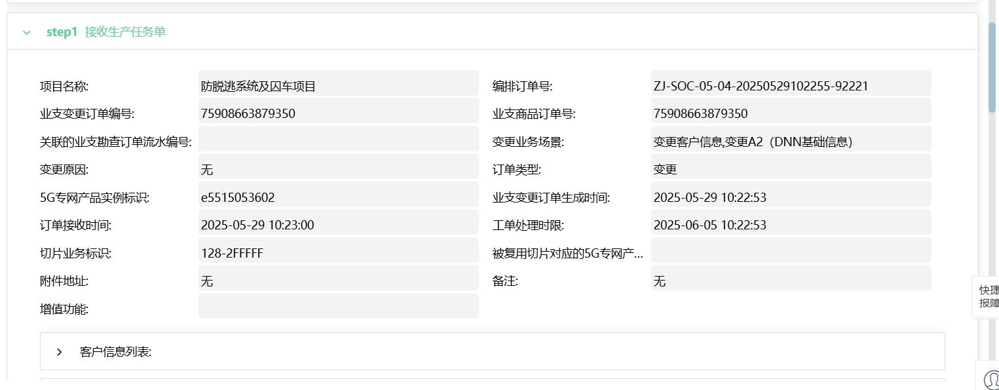 step1 接收生产任务单
项目名称: 防脱逃系统及囚车项目 编排订单号: ZJ-SOC-05-04-20250529102255-92221
业支变更订单编号: 75908663879350 业支商品订单号: 75908663879350
关联的业支勘查订单流水编号: 变更业务场景: 变更客户信息,变更A2（DNN基础信息）
变更原因: 无 订单类型: 变更
5G专网产品实例标识: e5515053602 业支变更订单生成时间: 2025-05-29 10:22:53
订单接收时间: 2025-05-29 10:23:00 工单处理时限: 2025-06-05 10:22:53
切片业务标识: 128-2FFFFF 被复用切片对应的5G专网产...
附件地址: 无 备注: 无
快捷
报障
增值功能:
客户信息列表: